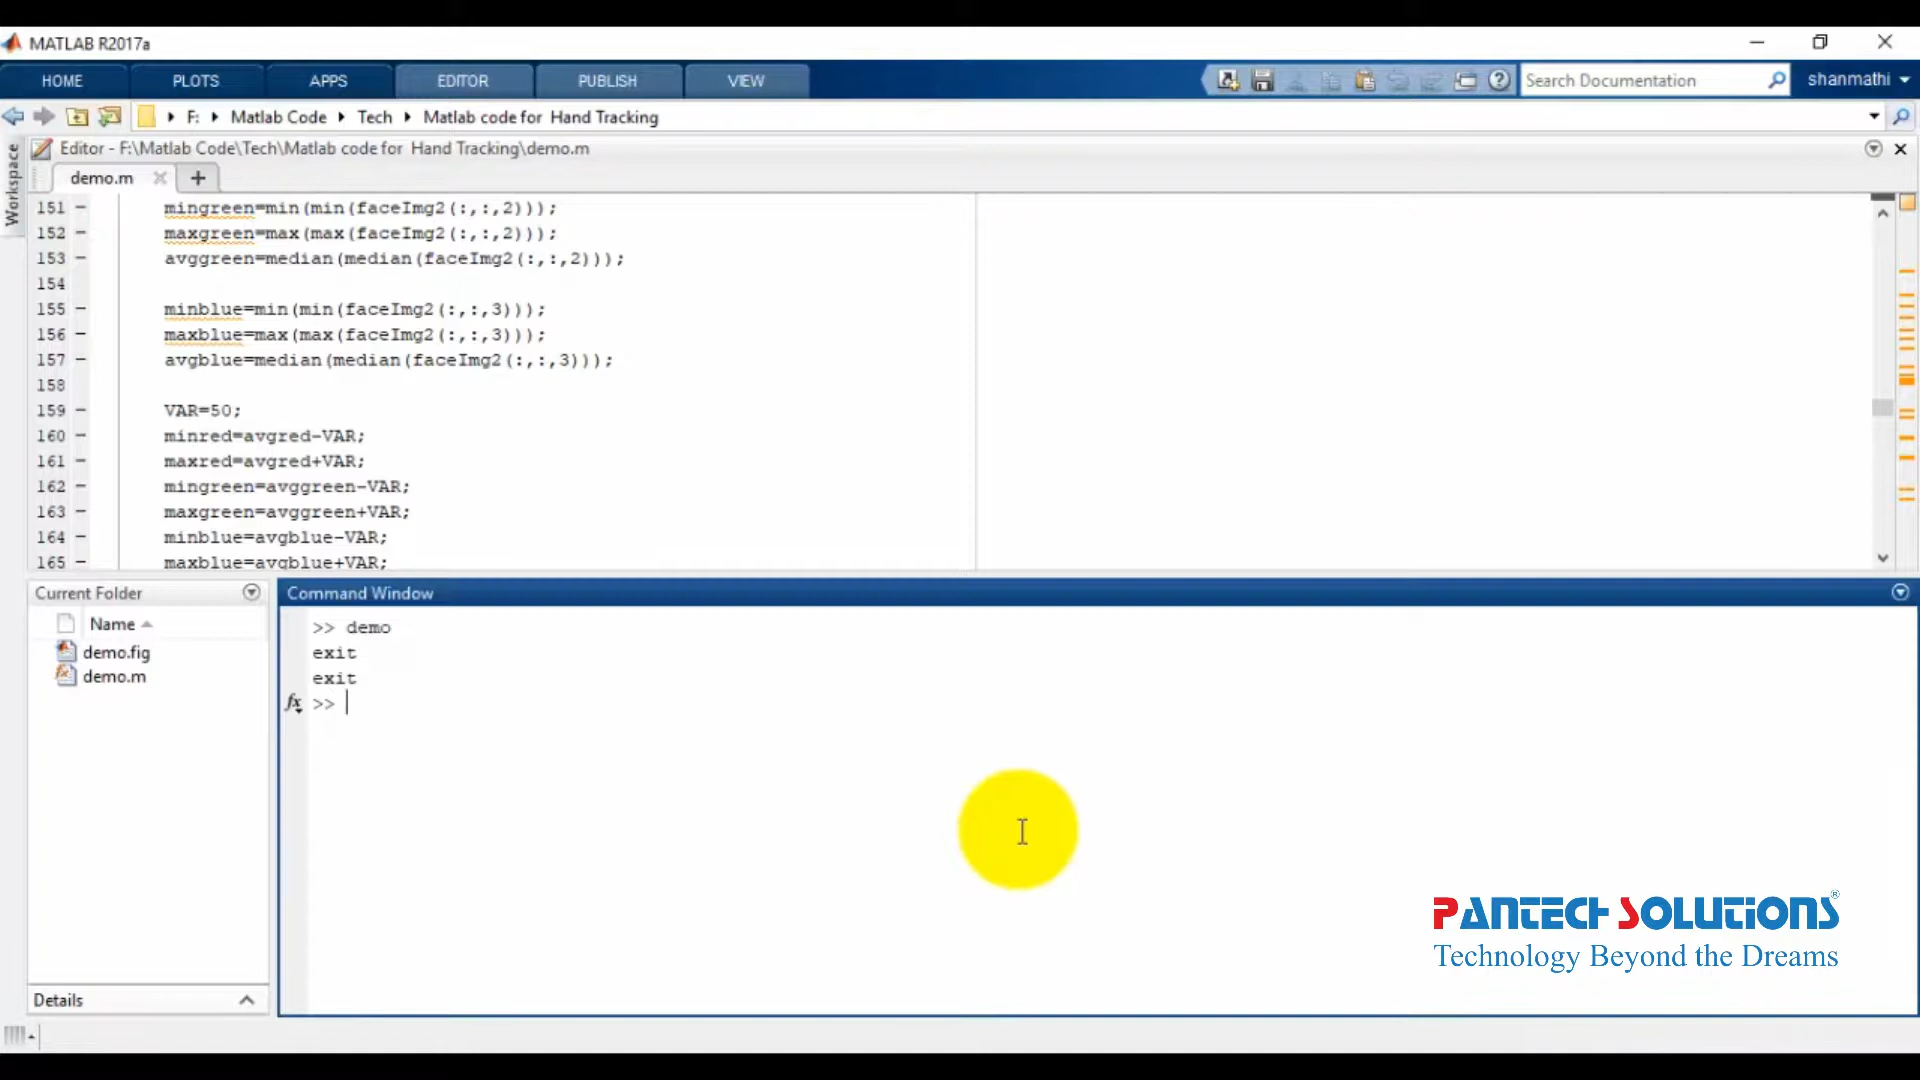 MATLAB R2017a
HOME PLOTS APPS EDITOR PUBLISH VIEW Search Documentation shanmathi
F: Matlab Code Tech Matlab code for Hand Tracking
Workspace
Editor - F:\Matlab Code\Tech\Matlab code for Hand Tracking\demo.m
demo.m × +
151 - mingreen=min(min(faceImg2(:,:,2)));
152 - maxgreen=max(max(faceImg2(:,:,2)));
153 - avggreen=median(median(faceImg2(:,:,2)));
154
155 - minblue=min(min(faceImg2(:,:,3)));
156 - maxblue=max(max(faceImg2(:,:,3)));
157 - avgblue=median(median(faceImg2(:,:,3)));
158
159 - VAR=50;
160 - minred=avgred-VAR;
161 - maxred=avgred+VAR;
162 - mingreen=avggreen-VAR;
163 - maxgreen=avggreen+VAR;
164 - minblue=avgblue-VAR;
165 - maxblue=avgblue+VAR;
Current Folder
Name
demo.fig
demo.m
Details
Command Window
>> demo
exit
exit
fx >>
PANTECH SOLUTIONS®
Technology Beyond the Dreams